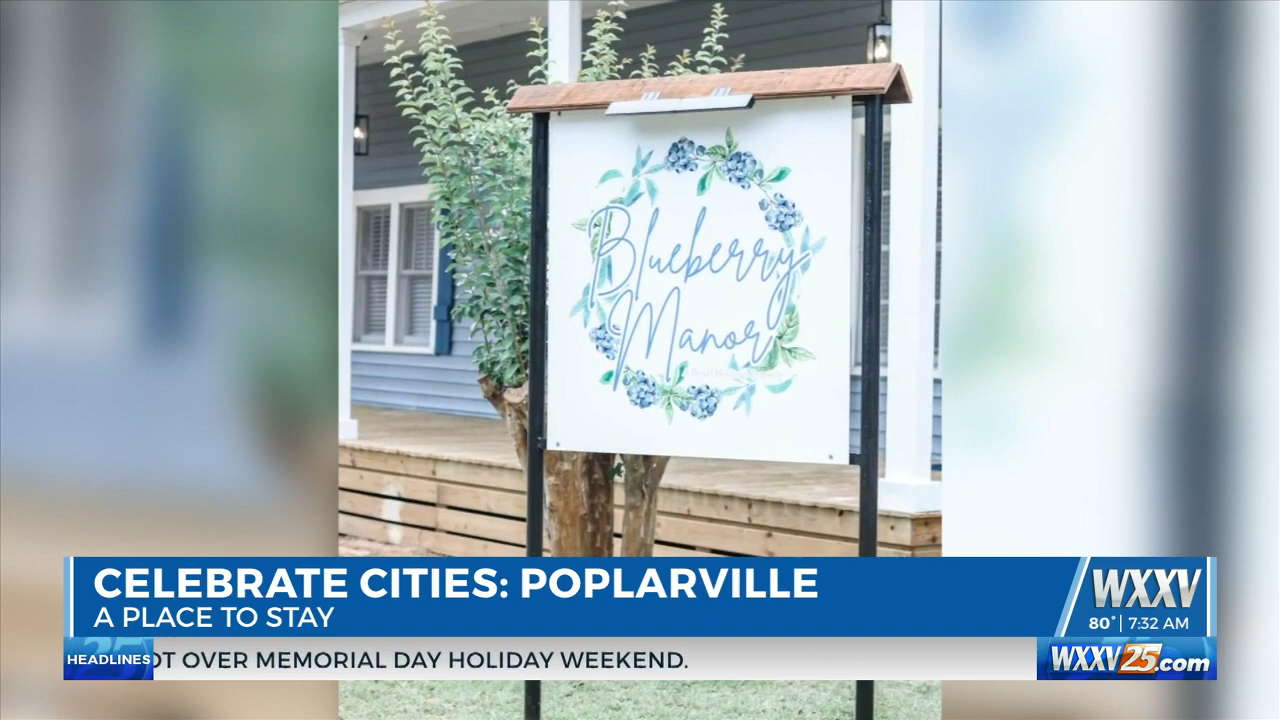 Blueberry
Manor
CELEBRATE CITIES: POPLARVILLE
A PLACE TO STAY
WXXV
80° | 7:32 AM
HEADLINES
OT OVER MEMORIAL DAY HOLIDAY WEEKEND.
WXXV25.com